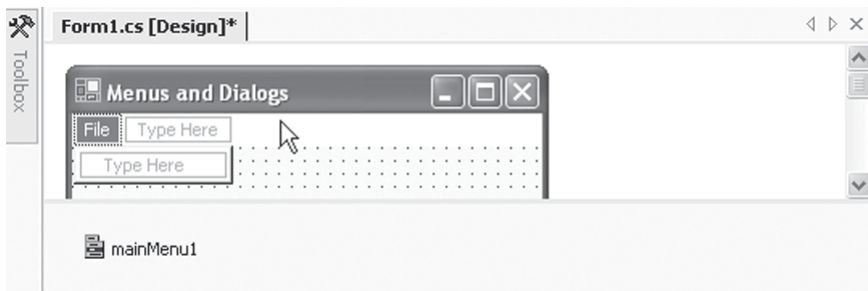 Form1.cs [Design]*
Toolbox
Menus and Dialogs
File Type Here
Type Here
mainMenu1